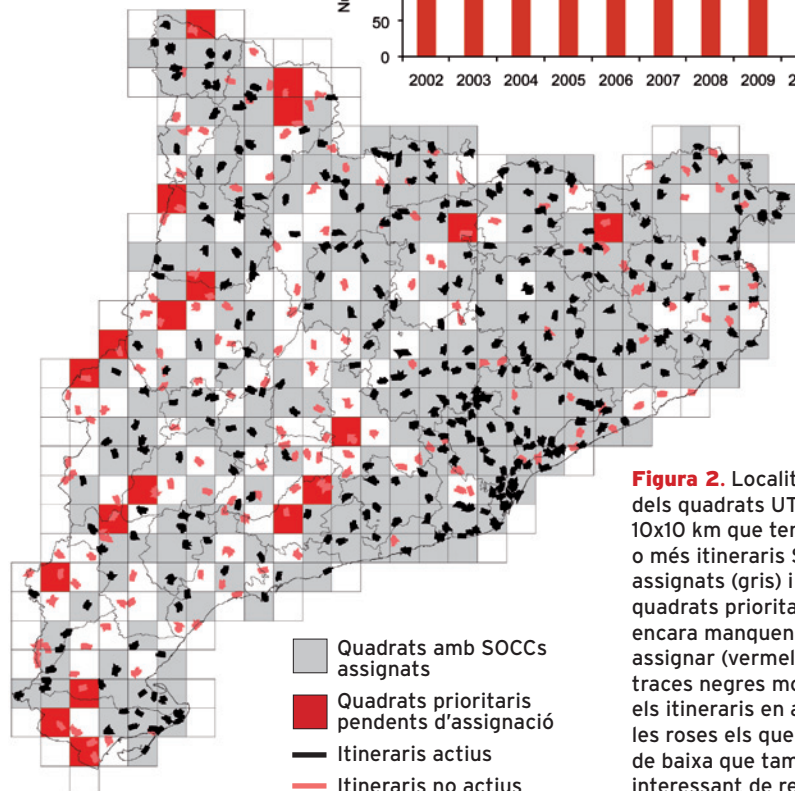 50
0
2002 2003 2004 2005 2006 2007 2008 2009
Figura 2. Localit
dels quadrats UT
10x10 km que ter
o més itineraris S
assignats (gris) i
quadrats priorita
encara manquen
assignar (vermel
traces negres mo
els itineraris en a
les roses els que
de baixa que tam
interessant de re
Quadrats amb SOCCs
assignats
Quadrats prioritaris
pendents d'assignació
Itineraris actius
Itineraris no actius